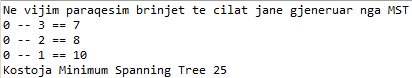 Ne vijim paraqesim brinjet te cilat jane gjeneruar nga MST
0 -- 3 == 7
0 -- 2 == 8
0 -- 1 == 10
Kostoja Minimum Spanning Tree 25